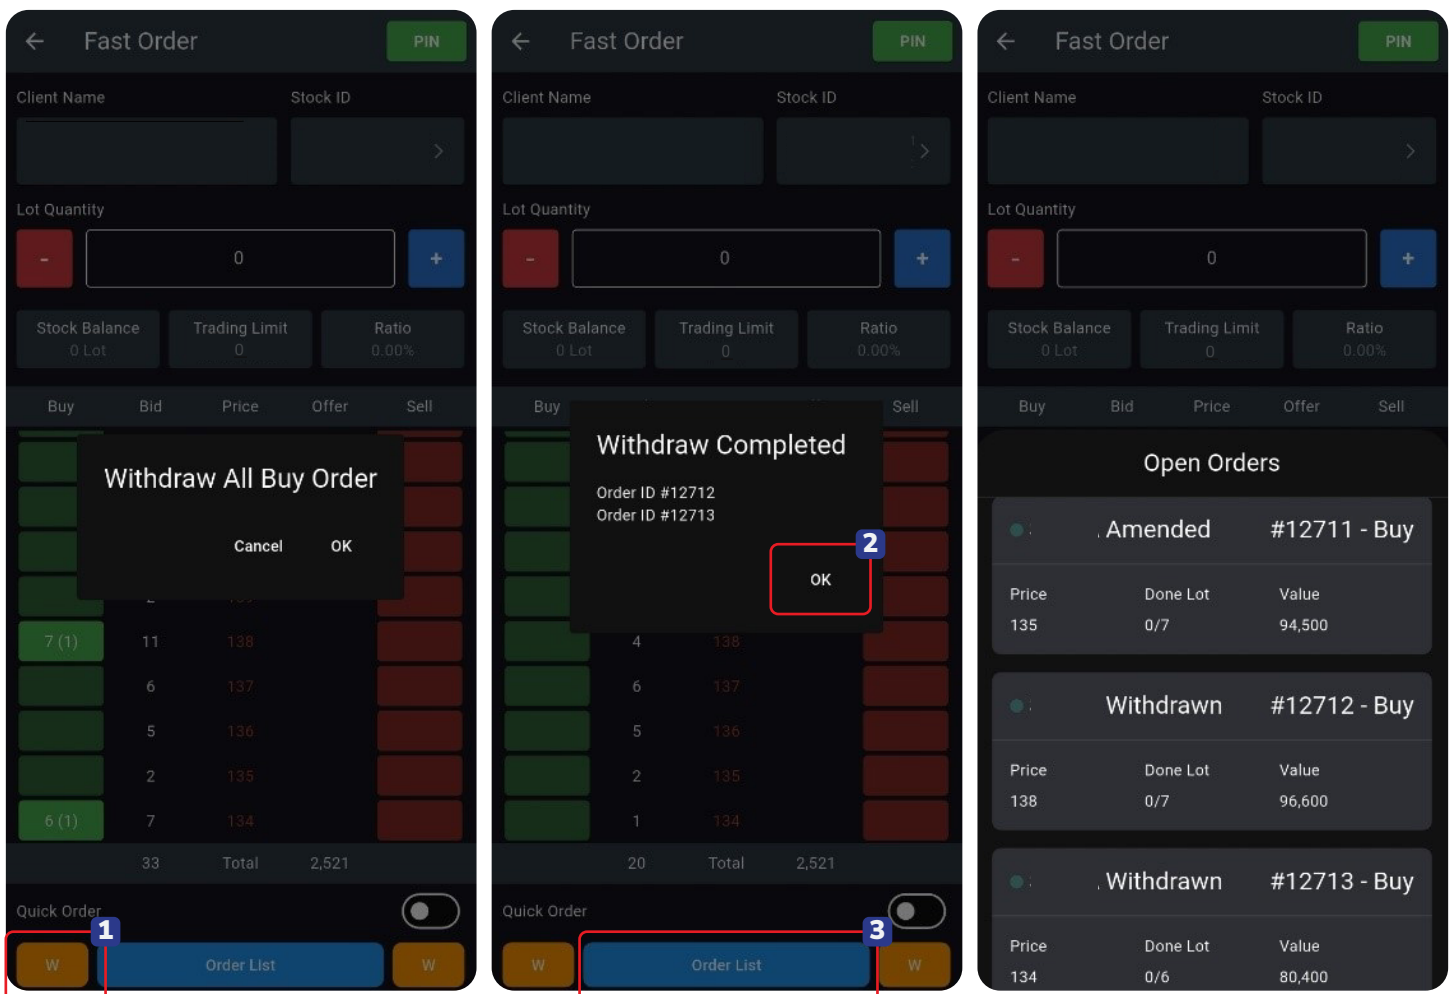 Fast Order
PIN
Client Name
Stock ID
Lot Quantity
-
0
+
Stock Balance
Trading Limit
Ratio
0 Lot
0
0.00%
Buy
Bid
Price
Offer
Sell
Withdraw All Buy Order
Cancel
OK
7 (1)
11
138
6
137
5
136
2
135
6 (1)
7
134
33
Total
2,521
Quick Order
1
W
Order List
W
Fast Order
PIN
Client Name
Stock ID
Lot Quantity
-
0
+
Stock Balance
Trading Limit
Ratio
0 Lot
0
0.00%
Buy
Sell
Withdraw Completed
Order ID #12712
Order ID #12713
2
OK
4
138
6
137
5
136
2
135
1
134
20
Total
2,521
Quick Order
3
W
Order List
W
Fast Order
PIN
Client Name
Stock ID
Lot Quantity
-
0
+
Stock Balance
Trading Limit
Ratio
0 Lot
0
0.00%
Buy
Bid
Price
Offer
Sell
Open Orders
Amended
#12711 - Buy
Price
Done Lot
Value
135
0/7
94,500
Withdrawn
#12712 - Buy
Price
Done Lot
Value
138
0/7
96,600
Withdrawn
#12713 - Buy
Price
Done Lot
Value
134
0/6
80,400